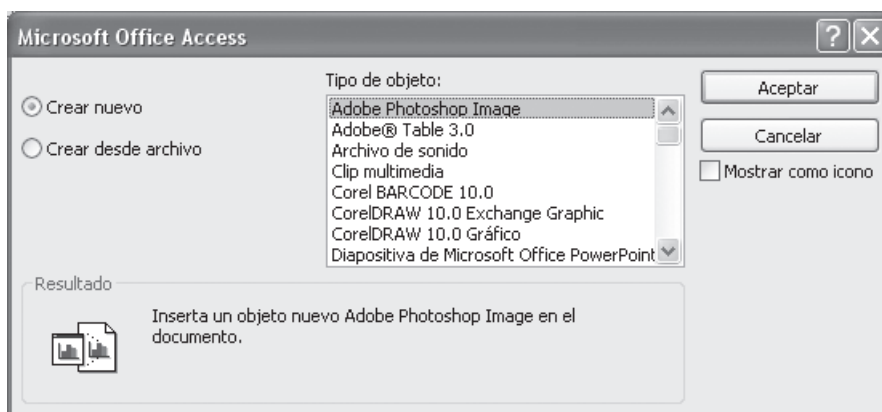 Microsoft Office Access
Crear nuevo
Crear desde archivo
Tipo de objeto:
Adobe Photoshop Image
Adobe® Table 3.0
Archivo de sonido
Clip multimedia
Corel BARCODE 10.0
CorelDRAW 10.0 Exchange Graphic
CorelDRAW 10.0 Gráfico
Diapositiva de Microsoft Office PowerPoint
Aceptar
Cancelar
Mostrar como icono
Resultado
Inserta un objeto nuevo Adobe Photoshop Image en el
documento.